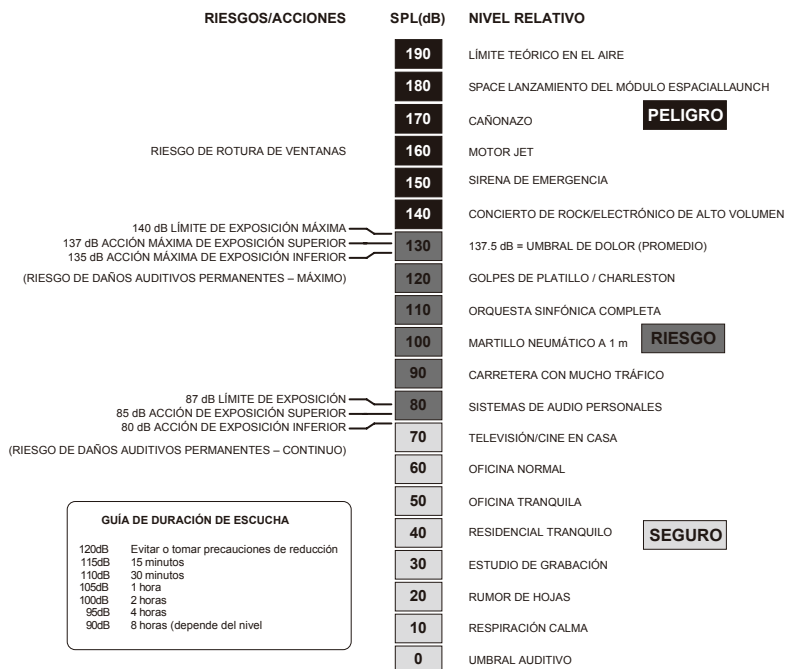 RIESGOS/ACCIONES SPL(dB) NIVEL RELATIVO
190 LÍMITE TEÓRICO EN EL AIRE
180 SPACE LANZAMIENTO DEL MÓDULO ESPACIALLAUNCH
170 CAÑONAZO PELIGRO
RIESGO DE ROTURA DE VENTANAS 160 MOTOR JET
150 SIRENA DE EMERGENCIA
140 CONCIERTO DE ROCK/ELECTRÓNICO DE ALTO VOLUMEN
140 dB LÍMITE DE EXPOSICIÓN MÁXIMA
137 dB ACCIÓN MÁXIMA DE EXPOSICIÓN SUPERIOR 130 137.5 dB = UMBRAL DE DOLOR (PROMEDIO)
135 dB ACCIÓN MÁXIMA DE EXPOSICIÓN INFERIOR
(RIESGO DE DAÑOS AUDITIVOS PERMANENTES – MÁXIMO) 120 GOLPES DE PLATILLO / CHARLESTON
110 ORQUESTA SINFÓNICA COMPLETA
100 MARTILLO NEUMÁTICO A 1 m RIESGO
90 CARRETERA CON MUCHO TRÁFICO
87 dB LÍMITE DE EXPOSICIÓN
85 dB ACCIÓN DE EXPOSICIÓN SUPERIOR 80 SISTEMAS DE AUDIO PERSONALES
80 dB ACCIÓN DE EXPOSICIÓN INFERIOR
70 TELEVISIÓN/CINE EN CASA
(RIESGO DE DAÑOS AUDITIVOS PERMANENTES – CONTINUO)
60 OFICINA NORMAL
50 OFICINA TRANQUILA
40 RESIDENCIAL TRANQUILO SEGURO
30 ESTUDIO DE GRABACIÓN
20 RUMOR DE HOJAS
10 RESPIRACIÓN CALMA
0 UMBRAL AUDITIVO
GUÍA DE DURACIÓN DE ESCUCHA
120dB Evitar o tomar precauciones de reducción
115dB 15 minutos
110dB 30 minutos
105dB 1 hora
100dB 2 horas
95dB 4 horas
90dB 8 horas (depende del nivel